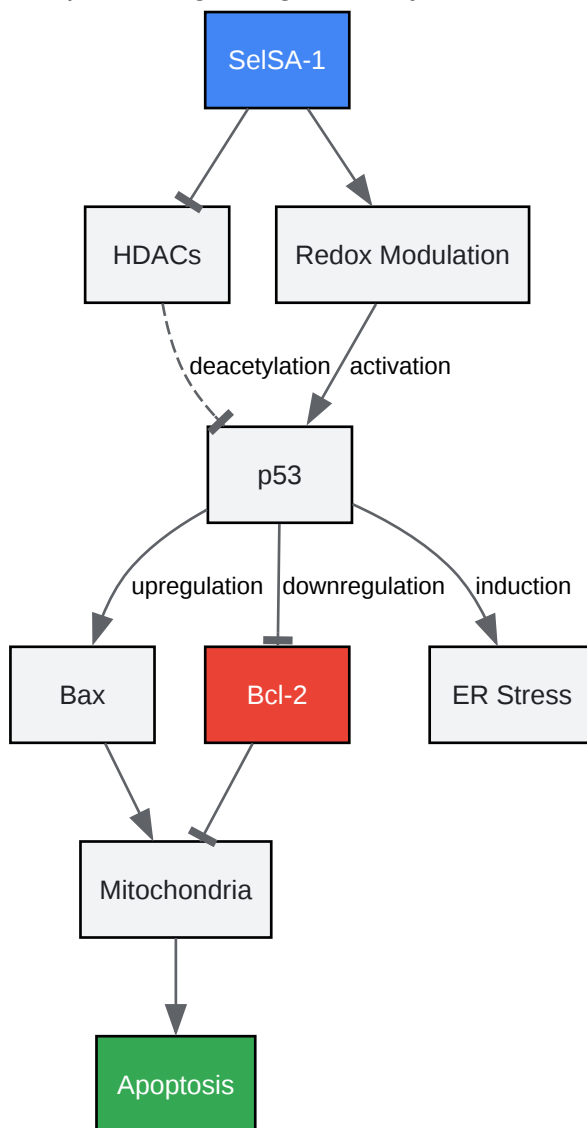 SelSA-1
HDACs
Redox Modulation
deacetylation
activation
p53
upregulation
downregulation
induction
Bax
Bcl-2
ER Stress
Mitochondria
Apoptosis